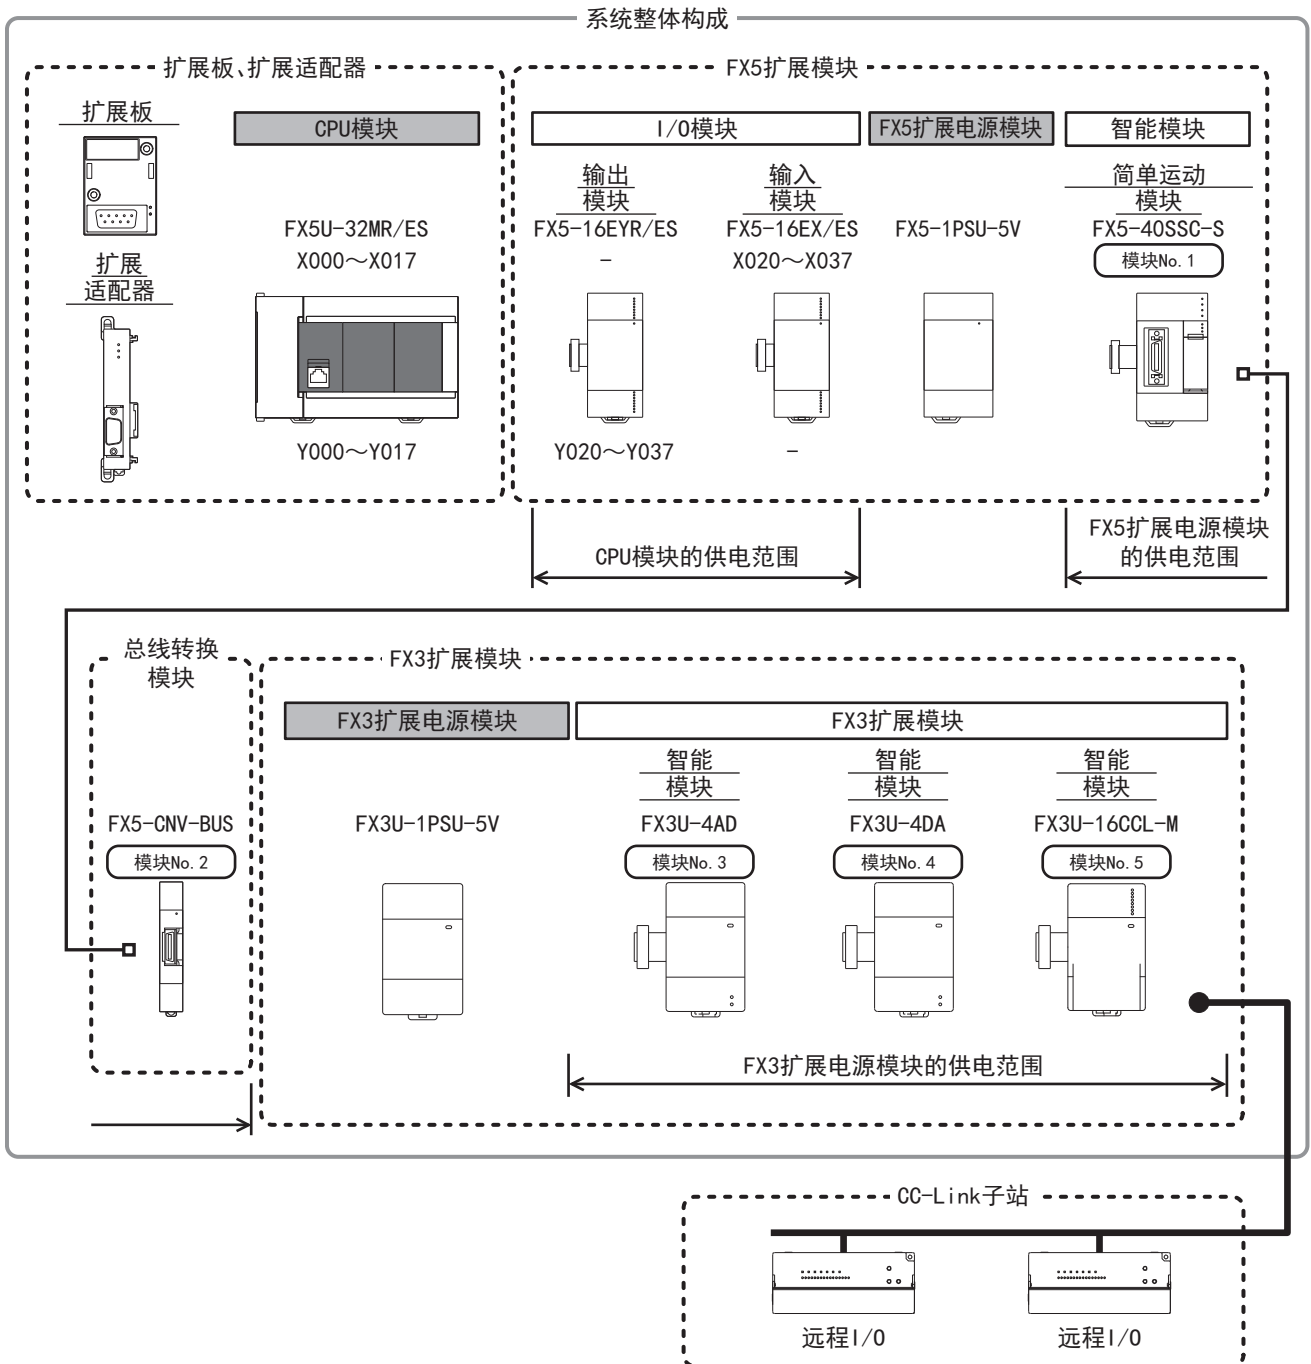 系统整体构成
扩展板、扩展适配器
FX5扩展模块
扩展板
CPU模块
I/O模块
FX5扩展电源模块
智能模块
输出
模块
输入
模块
简单运动
模块
FX5U-32MR/ES
FX5-16EYR/ES
FX5-16EX/ES
FX5-1PSU-5V
FX5-40SSC-S
扩展
适配器
X000～X017
-
X020～X037
模块No.1
Y000～Y017
Y020～Y037
-
CPU模块的供电范围
FX5扩展电源模块
的供电范围
总线转换
模块
FX3扩展模块
FX3扩展电源模块
FX3扩展模块
智能
模块
智能
模块
智能
模块
FX5-CNV-BUS
FX3U-1PSU-5V
FX3U-4AD
FX3U-4DA
FX3U-16CCL-M
模块No.2
模块No.3
模块No.4
模块No.5
FX3扩展电源模块的供电范围
CC-Link子站
远程I/O
远程I/O